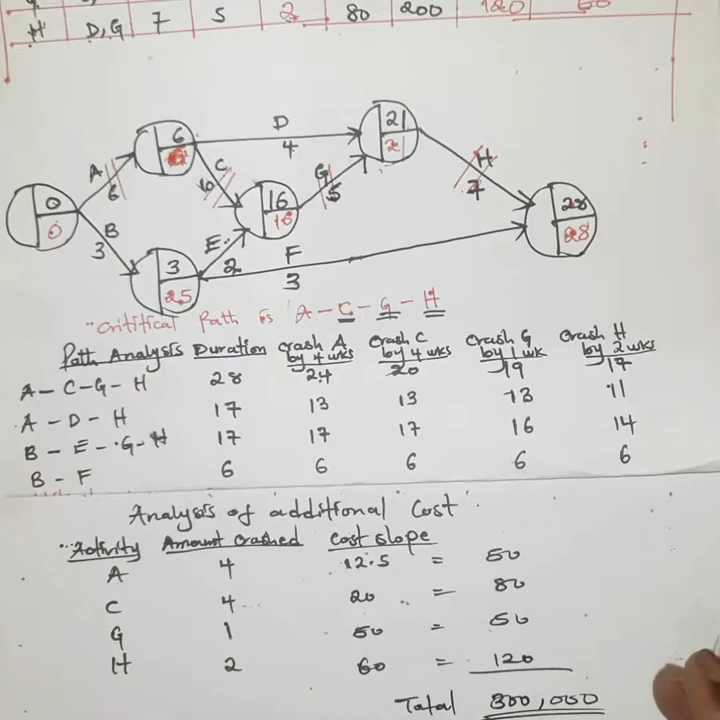 H D,G 7 5 2 80 200 120 60
6
D
4
21
21
A
6
C
G
5
H
7
0
0
B
3
16
16
28
28
E
2
3
25
F
3
"Crititical Path is A-C-G-H
Path Analysis Duration Crash A by 4 wks Crash C by 4 wks Crash G by 1 wk Crash H by 2 wks
A-C-G-H 28 24 20 19 17
A-D-H 17 13 13 13 11
B-E-G-H 17 17 17 16 14
B-F 6 6 6 6 6
Analysis of additional Cost
Activity Amount crashed Cost slope
A 4 12.5 = 50
C 4 20 = 80
G 1 50 = 50
H 2 60 = 120
Total 300,000